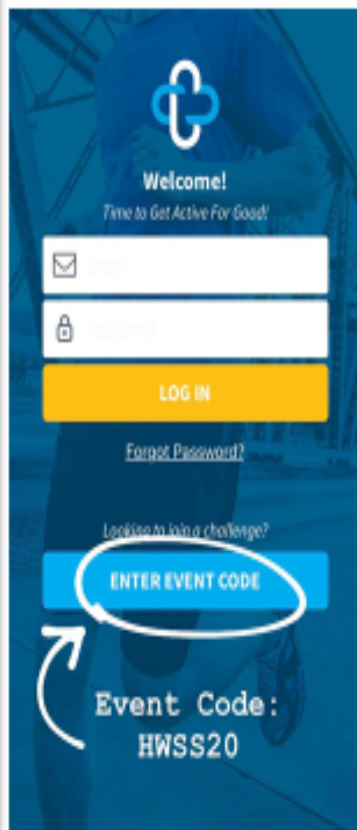 Welcome!
Time to Get Active For Good!
LOG IN
Forgot Password?
Looking to join a challenge?
ENTER EVENT CODE
Event Code:
HWSS20